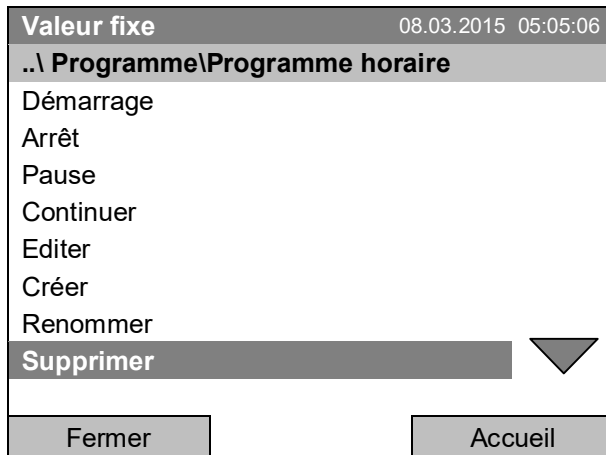 Valeur fixe 08.03.2015 05:05:06
..\ Programme\Programme horaire
Démarrage
Arrêt
Pause
Continuer
Editer
Créer
Renommer
Supprimer
Fermer Accueil